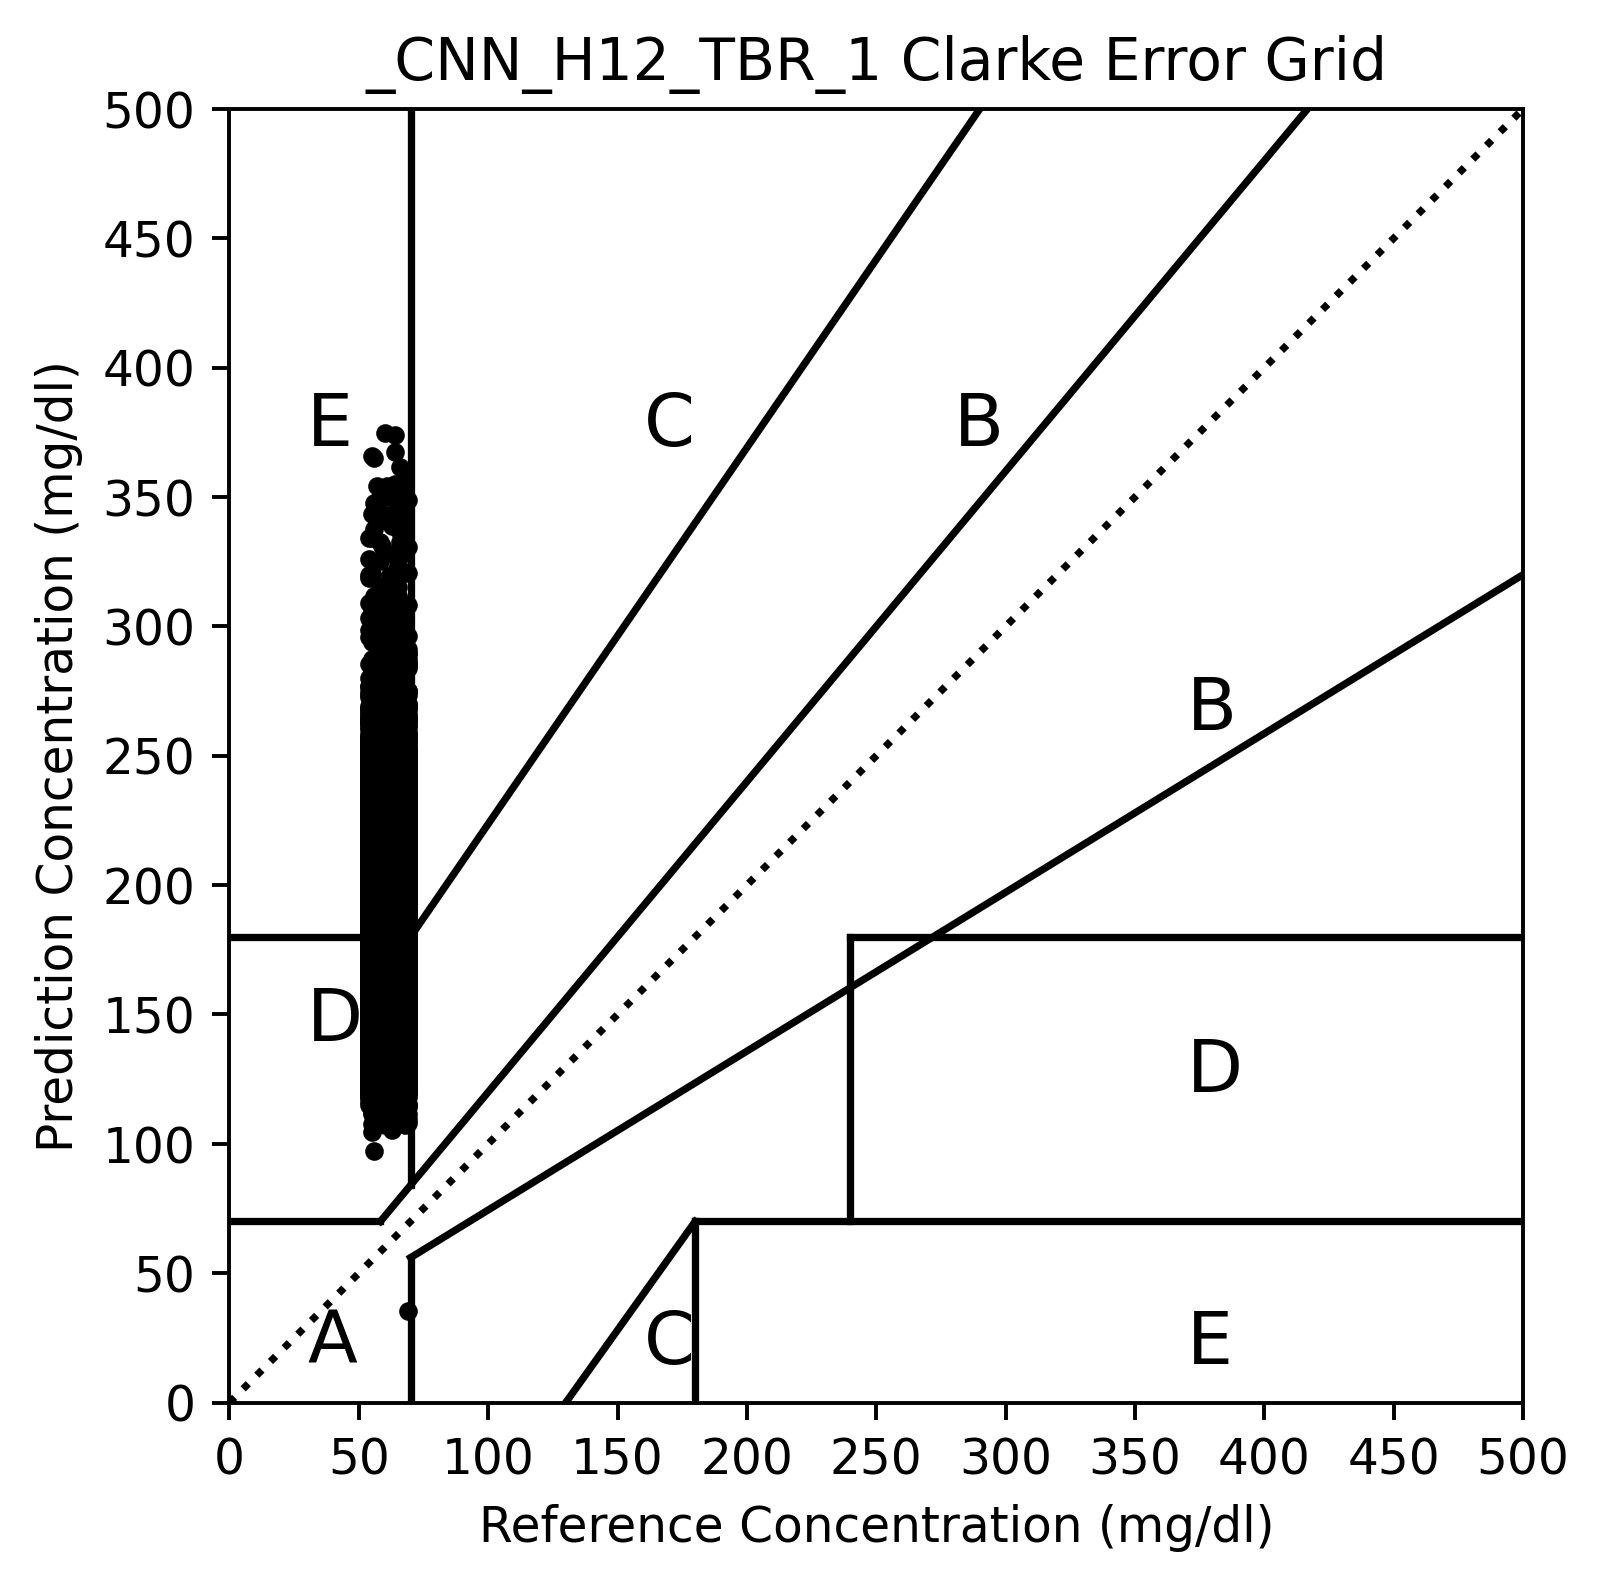 _CNN_H12_TBR_1 Clarke Error Grid
500
450
400
350
300
250
200
150
100
50
0
Prediction Concentration (mg/dl)
E
C
B
B
D
D
A
C
E
0 50 100 150 200 250 300 350 400 450 500
Reference Concentration (mg/dl)